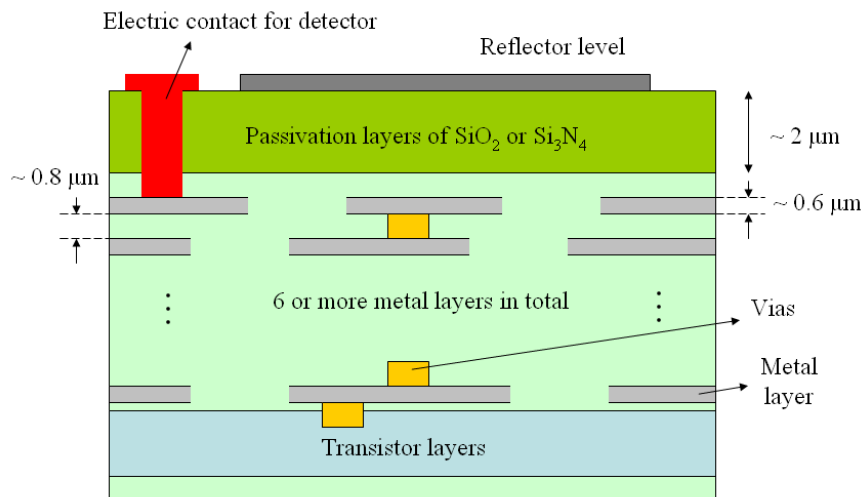 Electric contact for detector
Reflector level
Passivation layers of SiO₂ or Si₃N₄
~ 2 μm
~ 0.8 μm
~ 0.6 μm
6 or more metal layers in total
Vias
Metal
layer
Transistor layers